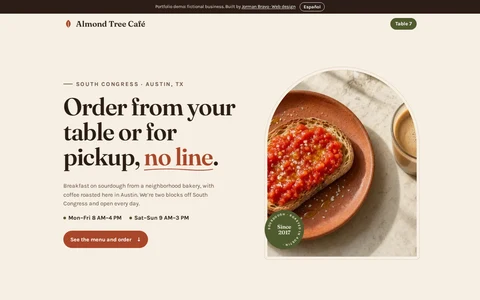 Portfolio demo: fictional business. Built by Jerman Bravo · Web design
Español
Almond Tree Café
Table 7
SOUTH CONGRESS · AUSTIN, TX
Order from your
table or for
pickup, no line.
Breakfast on sourdough from a neighborhood bakery, with
coffee roasted here in Austin. We're two blocks off South
Congress and open every day.
Mon–Fri 8 AM–4 PM
Sat–Sun 9 AM–3 PM
See the menu and order ↓
Since
2017